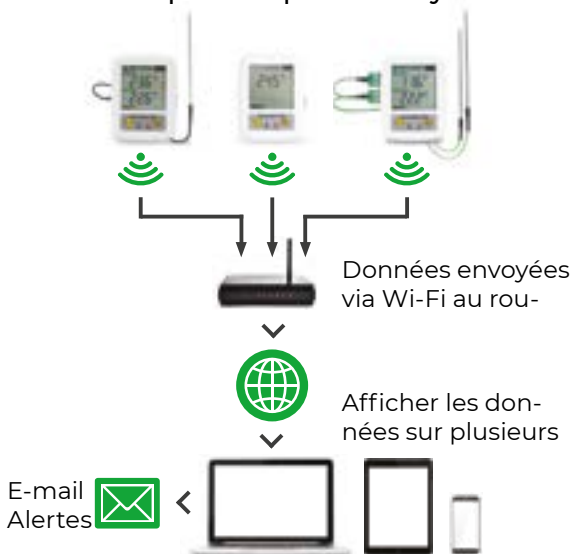 Données envoyées
via Wi-Fi au rou-
Afficher les don-
nées sur plusieurs
E-mail
Alertes